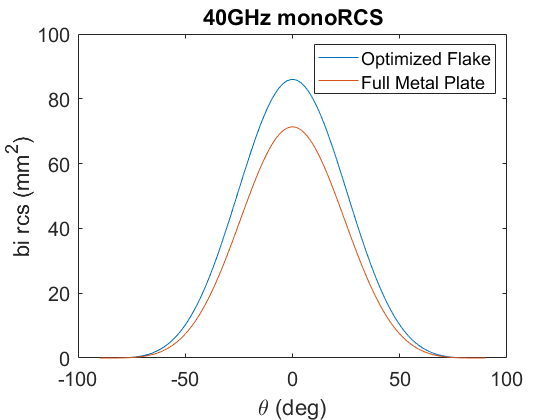 40GHz monoRCS
100
80
60
40
20
0
-100
-50
0
50
100
bi rcs (mm²)
θ (deg)
Optimized Flake
Full Metal Plate